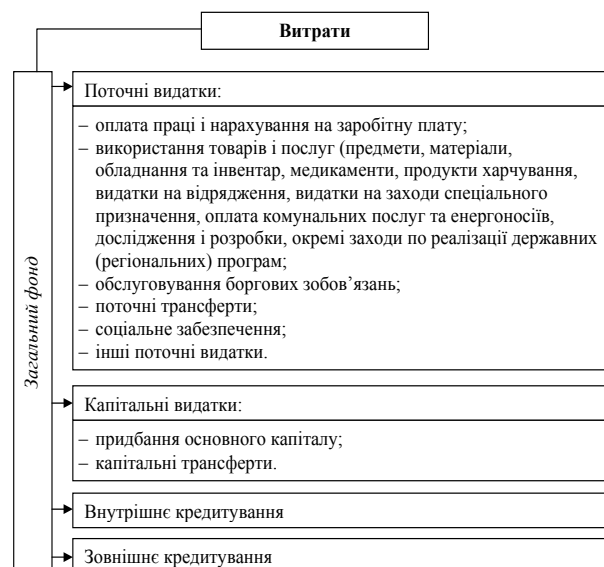 Витрати
Загальний фонд
Поточні видатки:
– оплата праці і нарахування на заробітну плату;
– використання товарів і послуг (предмети, матеріали,
обладнання та інвентар, медикаменти, продукти харчування,
видатки на відрядження, видатки на заходи спеціального
призначення, оплата комунальних послуг та енергоносіїв,
дослідження і розробки, окремі заходи по реалізації державних
(регіональних) програм;
– обслуговування боргових зобов’язань;
– поточні трансферти;
– соціальне забезпечення;
– інші поточні видатки.
Капітальні видатки:
– придбання основного капіталу;
– капітальні трансферти.
Внутрішнє кредитування
Зовнішнє кредитування